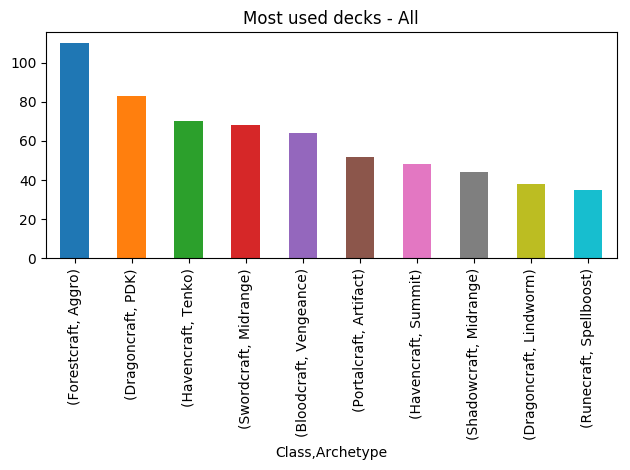 Most used decks - All
100
80
60
40
20
0
(Forestcraft, Aggro)
(Dragoncraft, PDK)
(Havencraft, Tenko)
(Swordcraft, Midrange)
(Bloodcraft, Vengeance)
(Portalcraft, Artifact)
(Havencraft, Summit)
(Shadowcraft, Midrange)
(Dragoncraft, Lindworm)
(Runecraft, Spellboost)
Class,Archetype